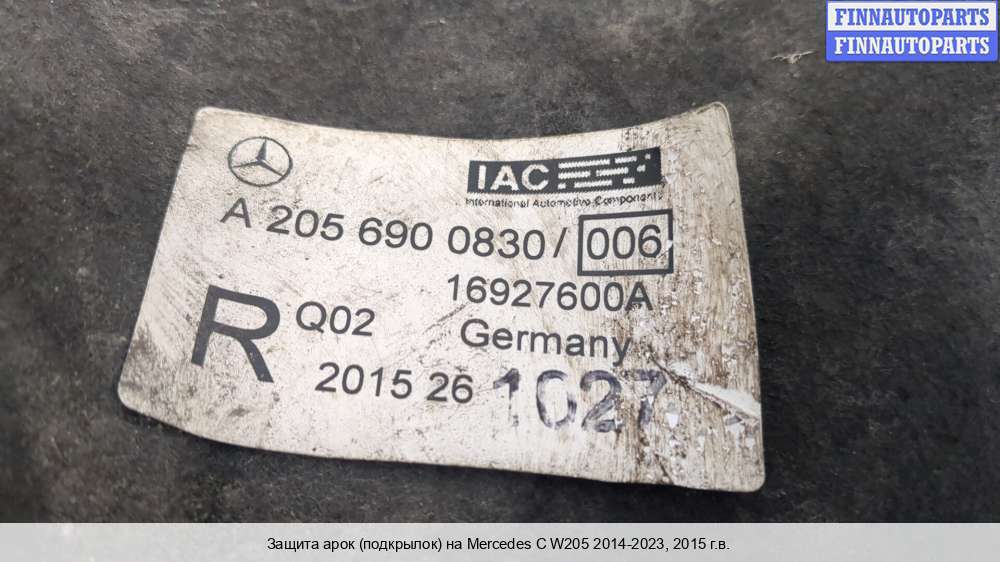 FINNAUTOPARTS
FINNAUTOPARTS
IAC
International Automotive Components
A 205 690 0830/ 006
16927600A
R Q02 Germany
2015 26 1027
Защита арок (подкрылок) на Mercedes C W205 2014-2023, 2015 г.в.